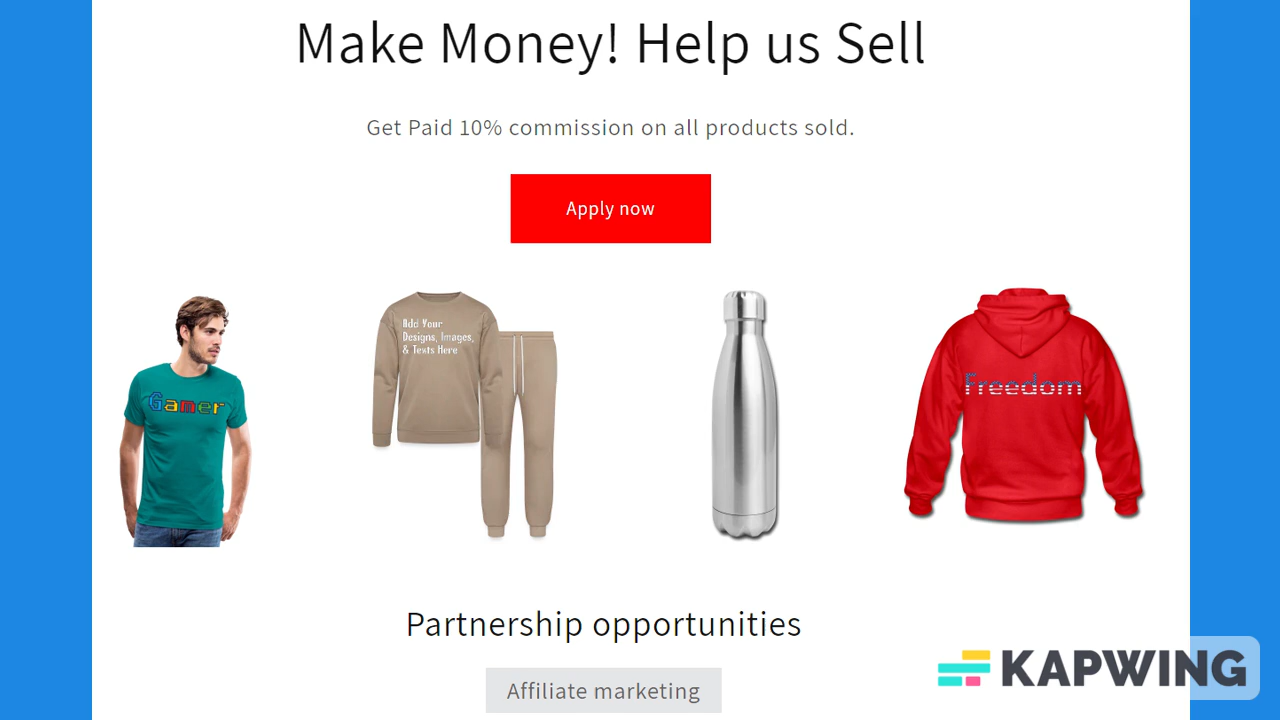 Make Money! Help us Sell
Get Paid 10% commission on all products sold.
Apply now
Gamer
Add Your
Designs, Images,
& Texts Here
Freedom
Partnership opportunities
Affiliate marketing
KAPWING